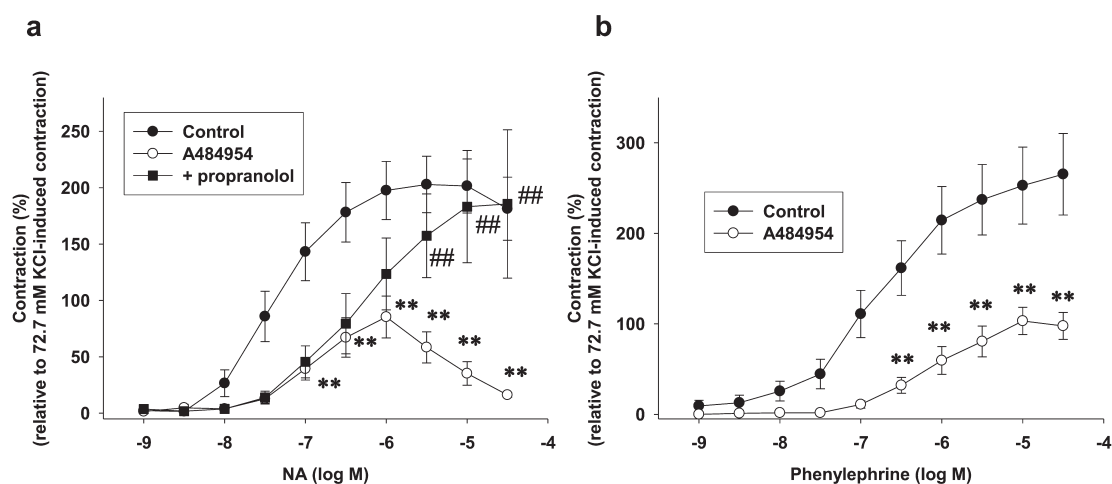 a
Contraction (%)
(relative to 72.7 mM KCl-induced contraction)
250
200
150
100
50
0
Control
A484954
+ propranolol
##
##
##
**
**
**
**
**
**
-9
-8
-7
-6
-5
-4
NA (log M)
b
Contraction (%)
(relative to 72.7 mM KCl-induced contraction)
300
200
100
0
Control
A484954
**
**
**
**
**
-9
-8
-7
-6
-5
-4
Phenylephrine (log M)